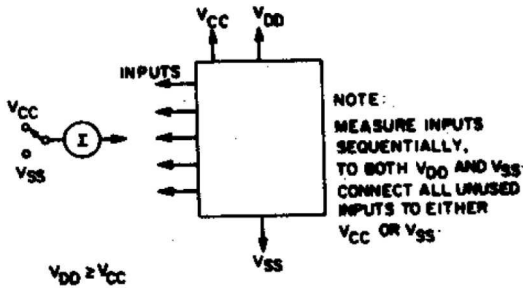 VCC
VDD
INPUTS
VCC
I
VSS
NOTE:
MEASURE INPUTS
SEQUENTIALLY,
TO BOTH VDD AND VSS.
CONNECT ALL UNUSED
INPUTS TO EITHER
VCC OR VSS.
VSS
VDD ≥ VCC